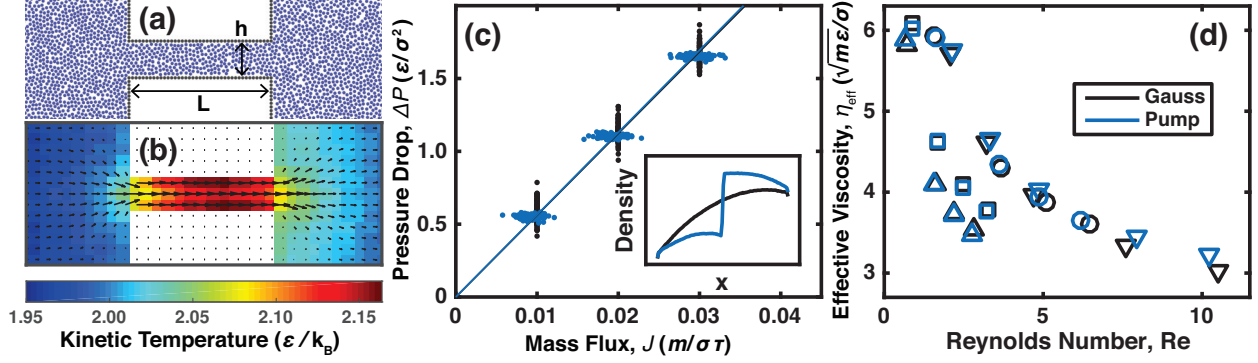 (a)
h
L
(b)
1.95
2.00
2.05
2.10
2.15
Kinetic Temperature (ε/k_B)
(c)
Pressure Drop, ΔP (ε/σ²)
1.5
1.0
0.5
0
0
0.01
0.02
0.03
0.04
Mass Flux, J (m/σ τ)
Density
x
(d)
Effective Viscosity, η_eff (√mε/σ)
6
5
4
3
0
5
10
Reynolds Number, Re
Gauss
Pump